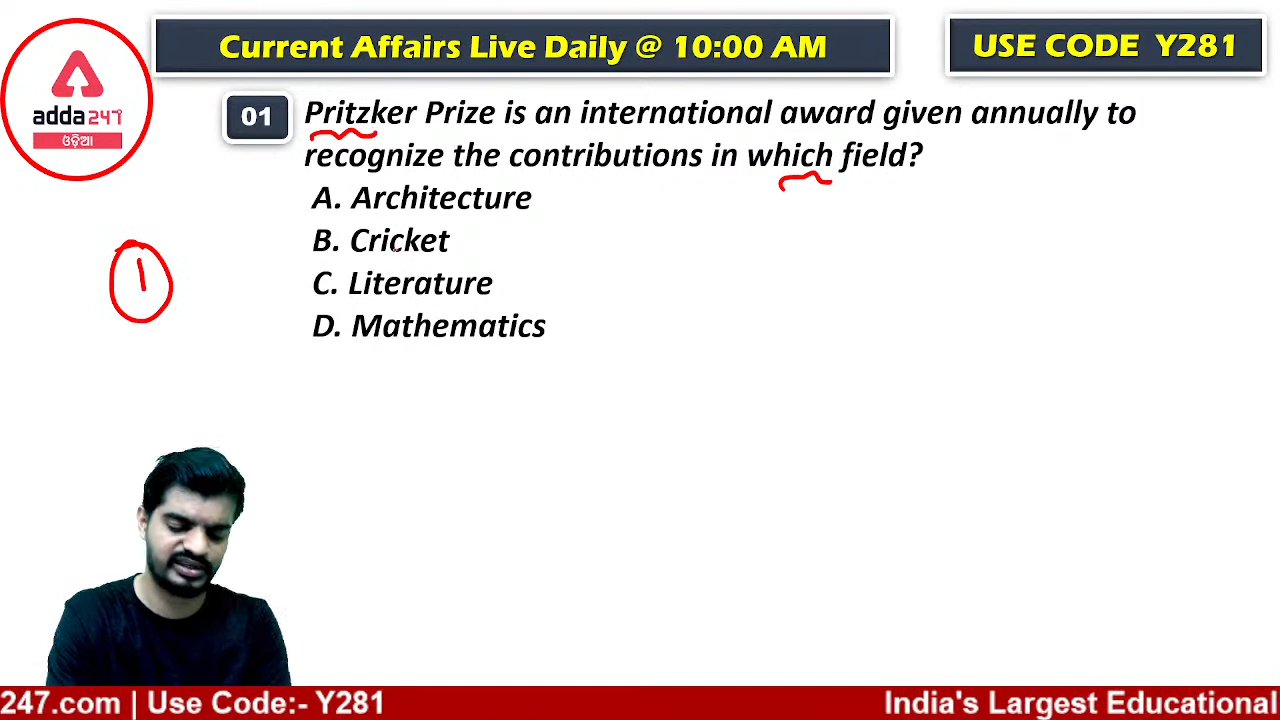 Current Affairs Live Daily @ 10:00 AM
USE CODE Y281
adda247
ଓଡ଼ିଆ
01
Pritzker Prize is an international award given annually to
recognize the contributions in which field?
A. Architecture
B. Cricket
C. Literature
D. Mathematics
1
247.com | Use Code:- Y281
India's Largest Educational